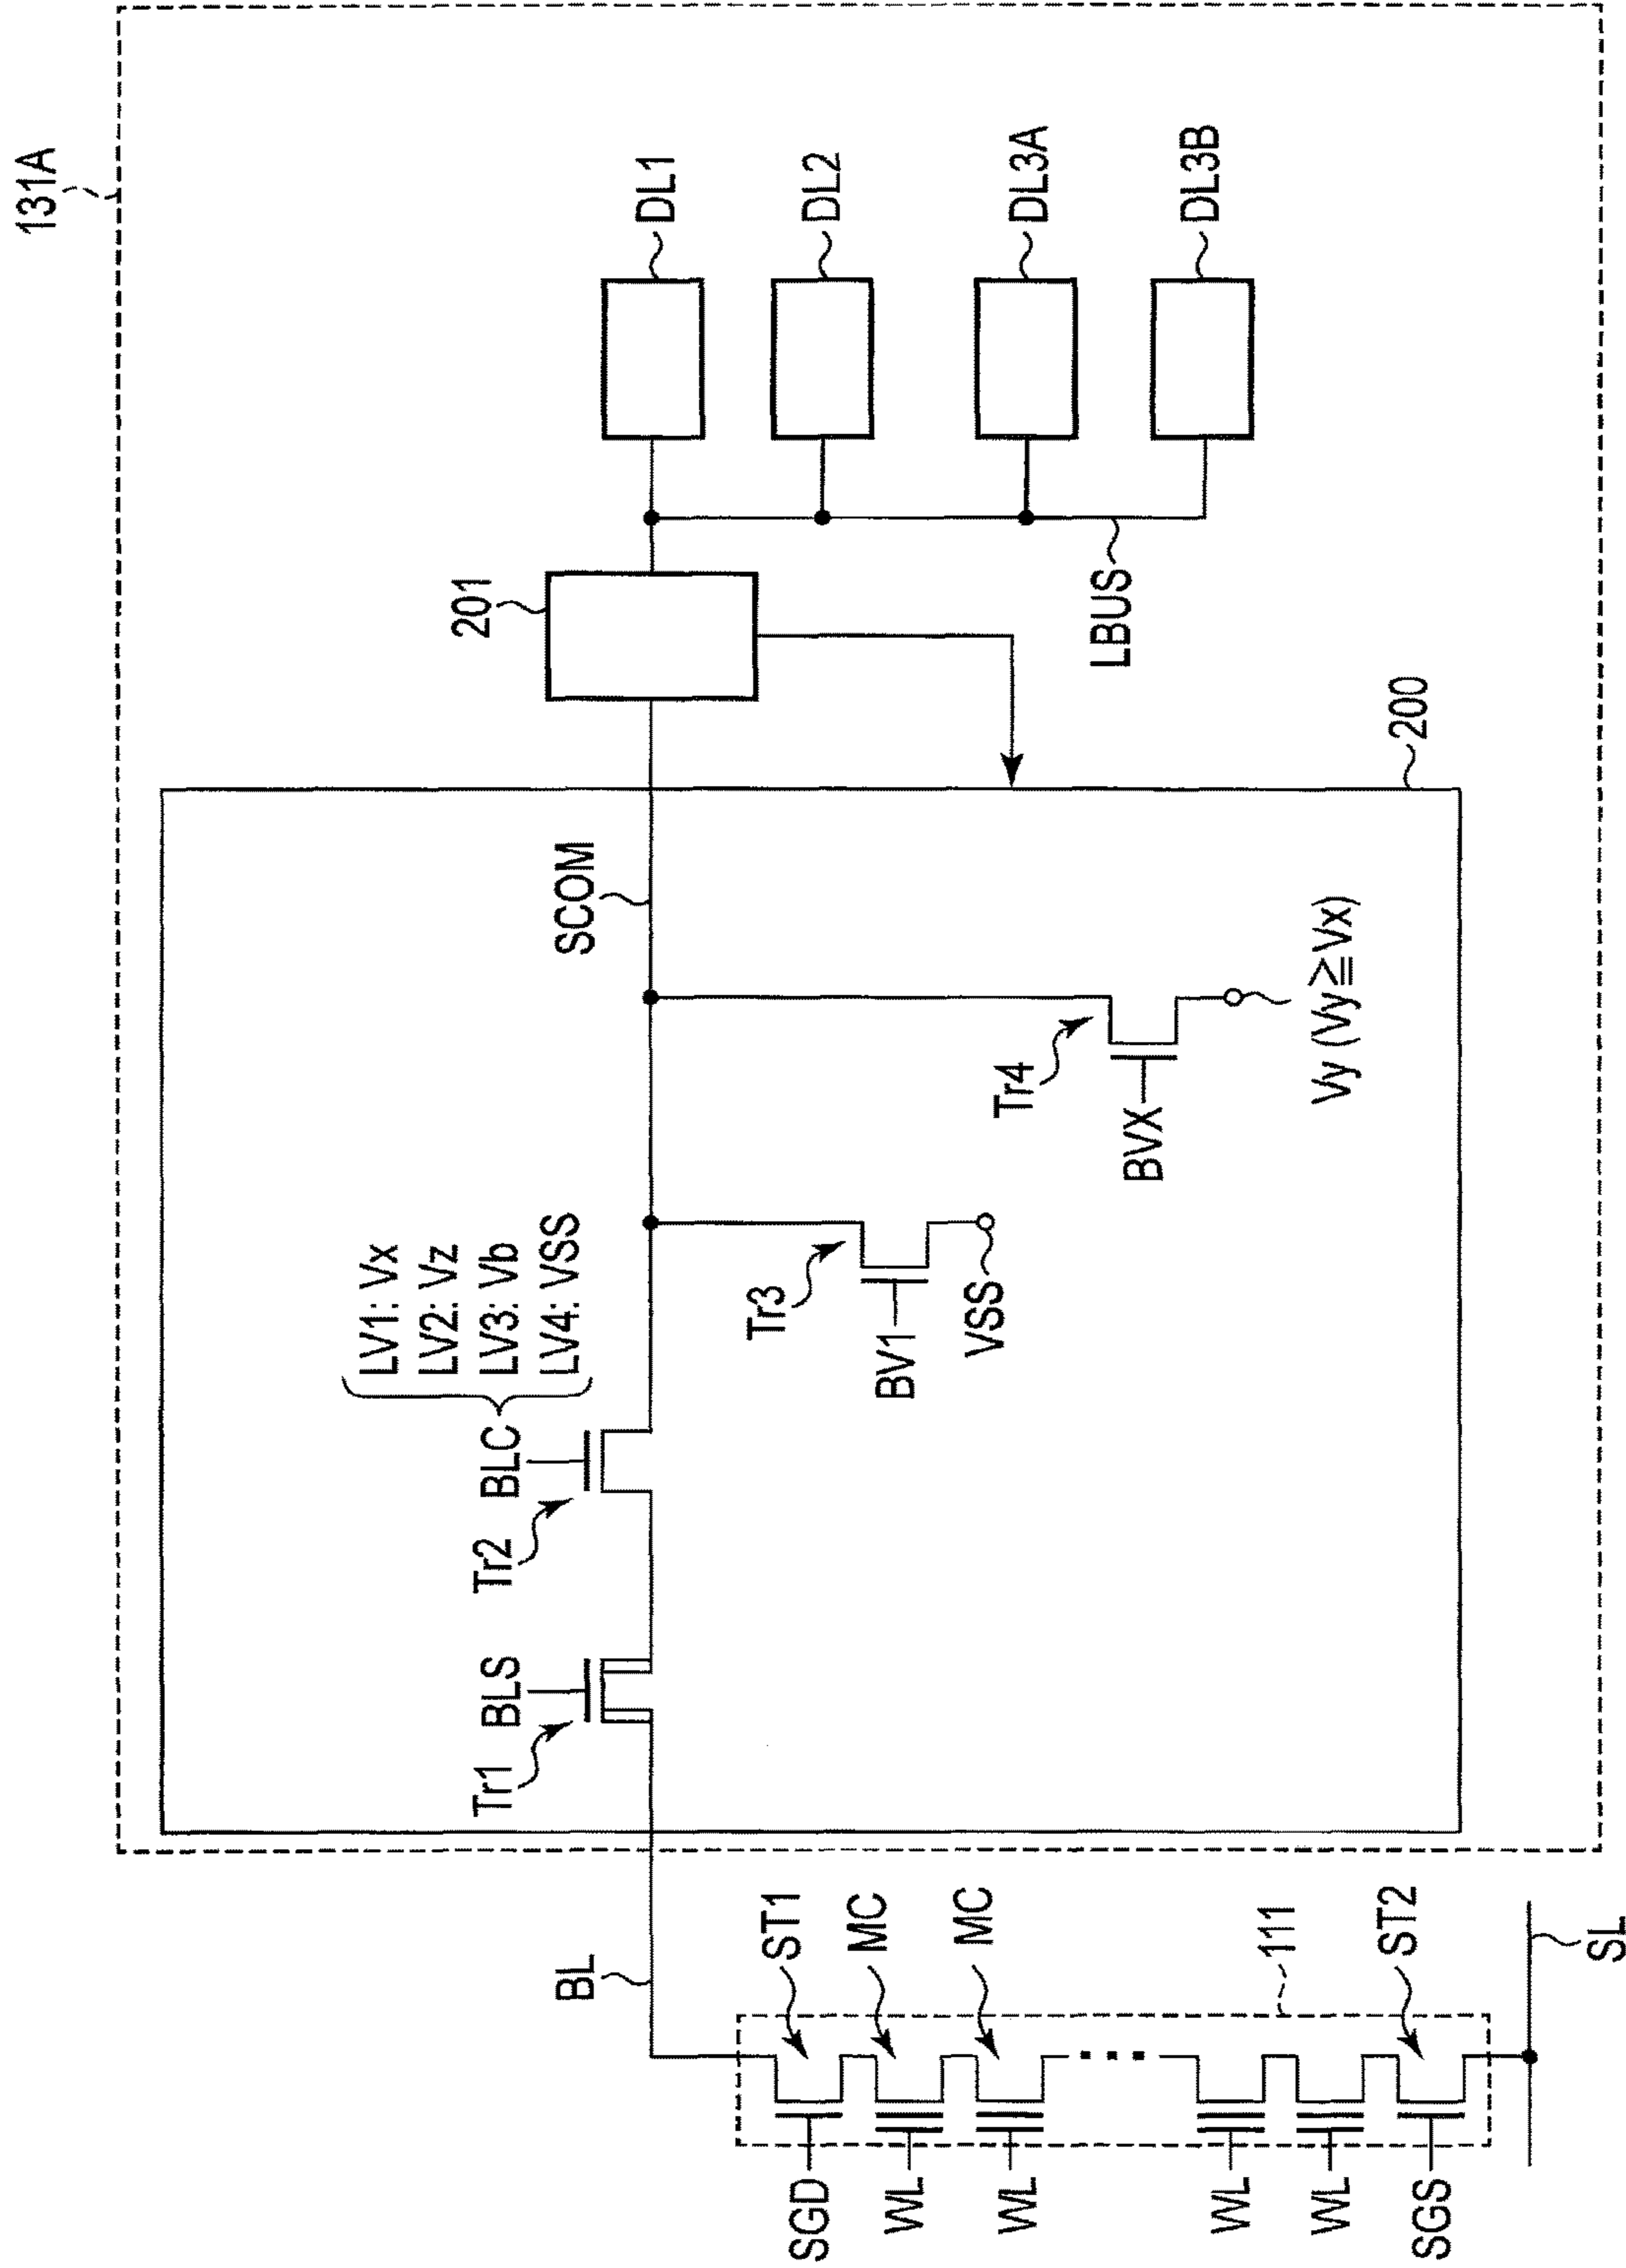 131A
DL1
DL2
DL3A
DL3B
201
LBUS
200
SCOM
Vy (Vy≧Vx)
Tr4
BVX
LV1: Vx
LV2: Vz
LV3: Vb
LV4: VSS
Tr3
BV1
VSS
BLC
Tr2
BLS
Tr1
BL
ST1
MC
MC
111
ST2
SL
SGD
WL
WL
WL
WL
SGS